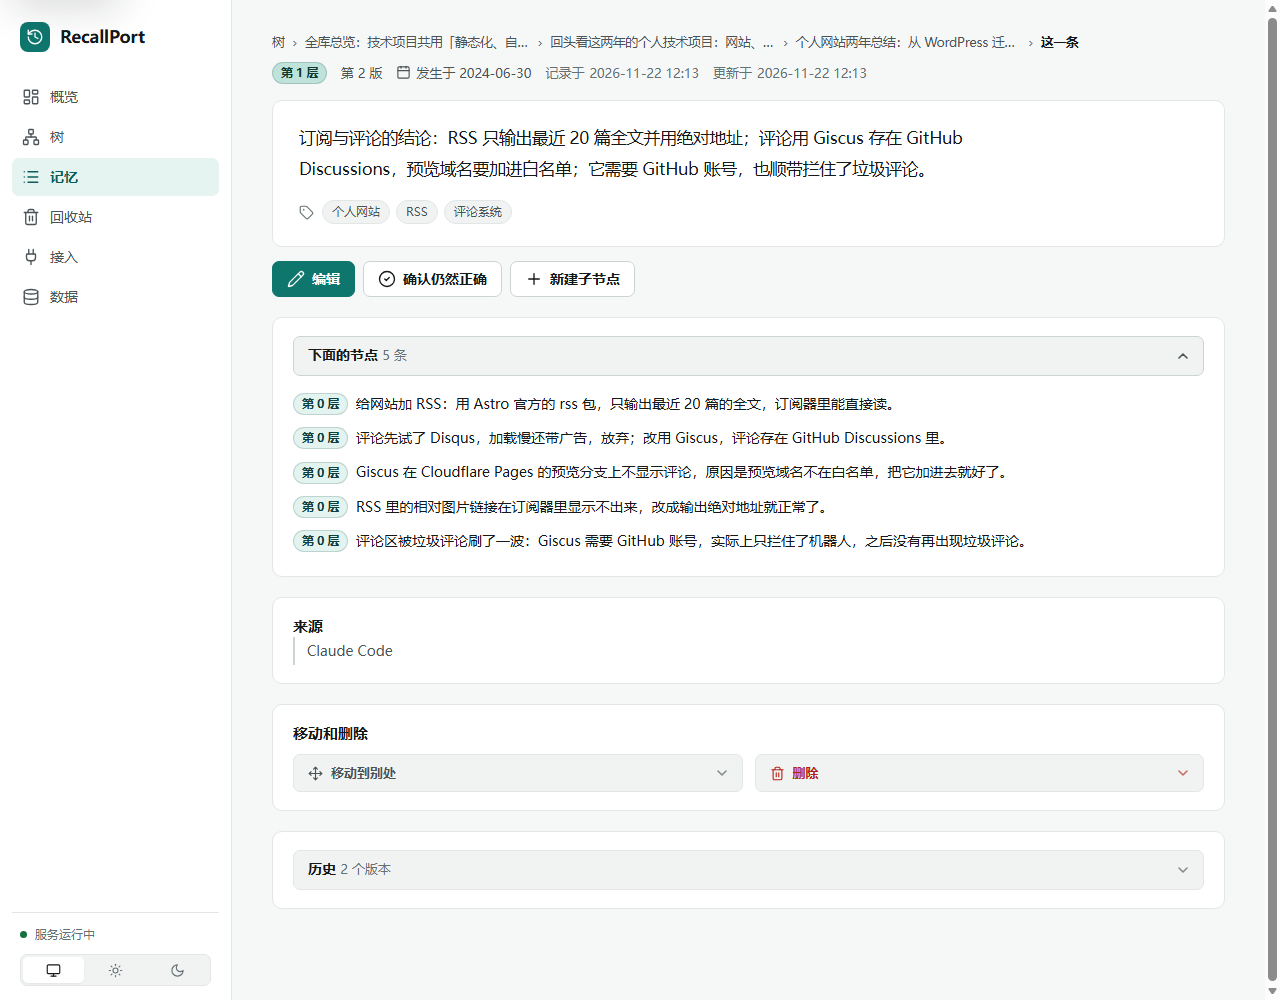 RecallPort
概览
树
记忆
回收站
接入
数据
服务运行中
树 › 全库总览：技术项目共用「静态化、自... › 回头看这两年的个人技术项目：网站、... › 个人网站两年总结：从 WordPress 迁... › 这一条
第 1 层 第 2 版 发生于 2024-06-30 记录于 2026-11-22 12:13 更新于 2026-11-22 12:13
订阅与评论的结论：RSS 只输出最近 20 篇全文并用绝对地址；评论用 Giscus 存在 GitHub
Discussions，预览域名要加进白名单；它需要 GitHub 账号，也顺带拦住了垃圾评论。
个人网站 RSS 评论系统
编辑 确认仍然正确 新建子节点
下面的节点 5 条
第 0 层 给网站加 RSS：用 Astro 官方的 rss 包，只输出最近 20 篇的全文，订阅器里能直接读。
第 0 层 评论先试了 Disqus，加载慢还带广告，放弃；改用 Giscus，评论存在 GitHub Discussions 里。
第 0 层 Giscus 在 Cloudflare Pages 的预览分支上不显示评论，原因是预览域名不在白名单，把它加进去就好了。
第 0 层 RSS 里的相对图片链接在订阅器里显示不出来，改成输出绝对地址就正常了。
第 0 层 评论区被垃圾评论刷了一波：Giscus 需要 GitHub 账号，实际上只拦住了机器人，之后没有再出现垃圾评论。
来源
Claude Code
移动和删除
移动到别处 删除
历史 2 个版本